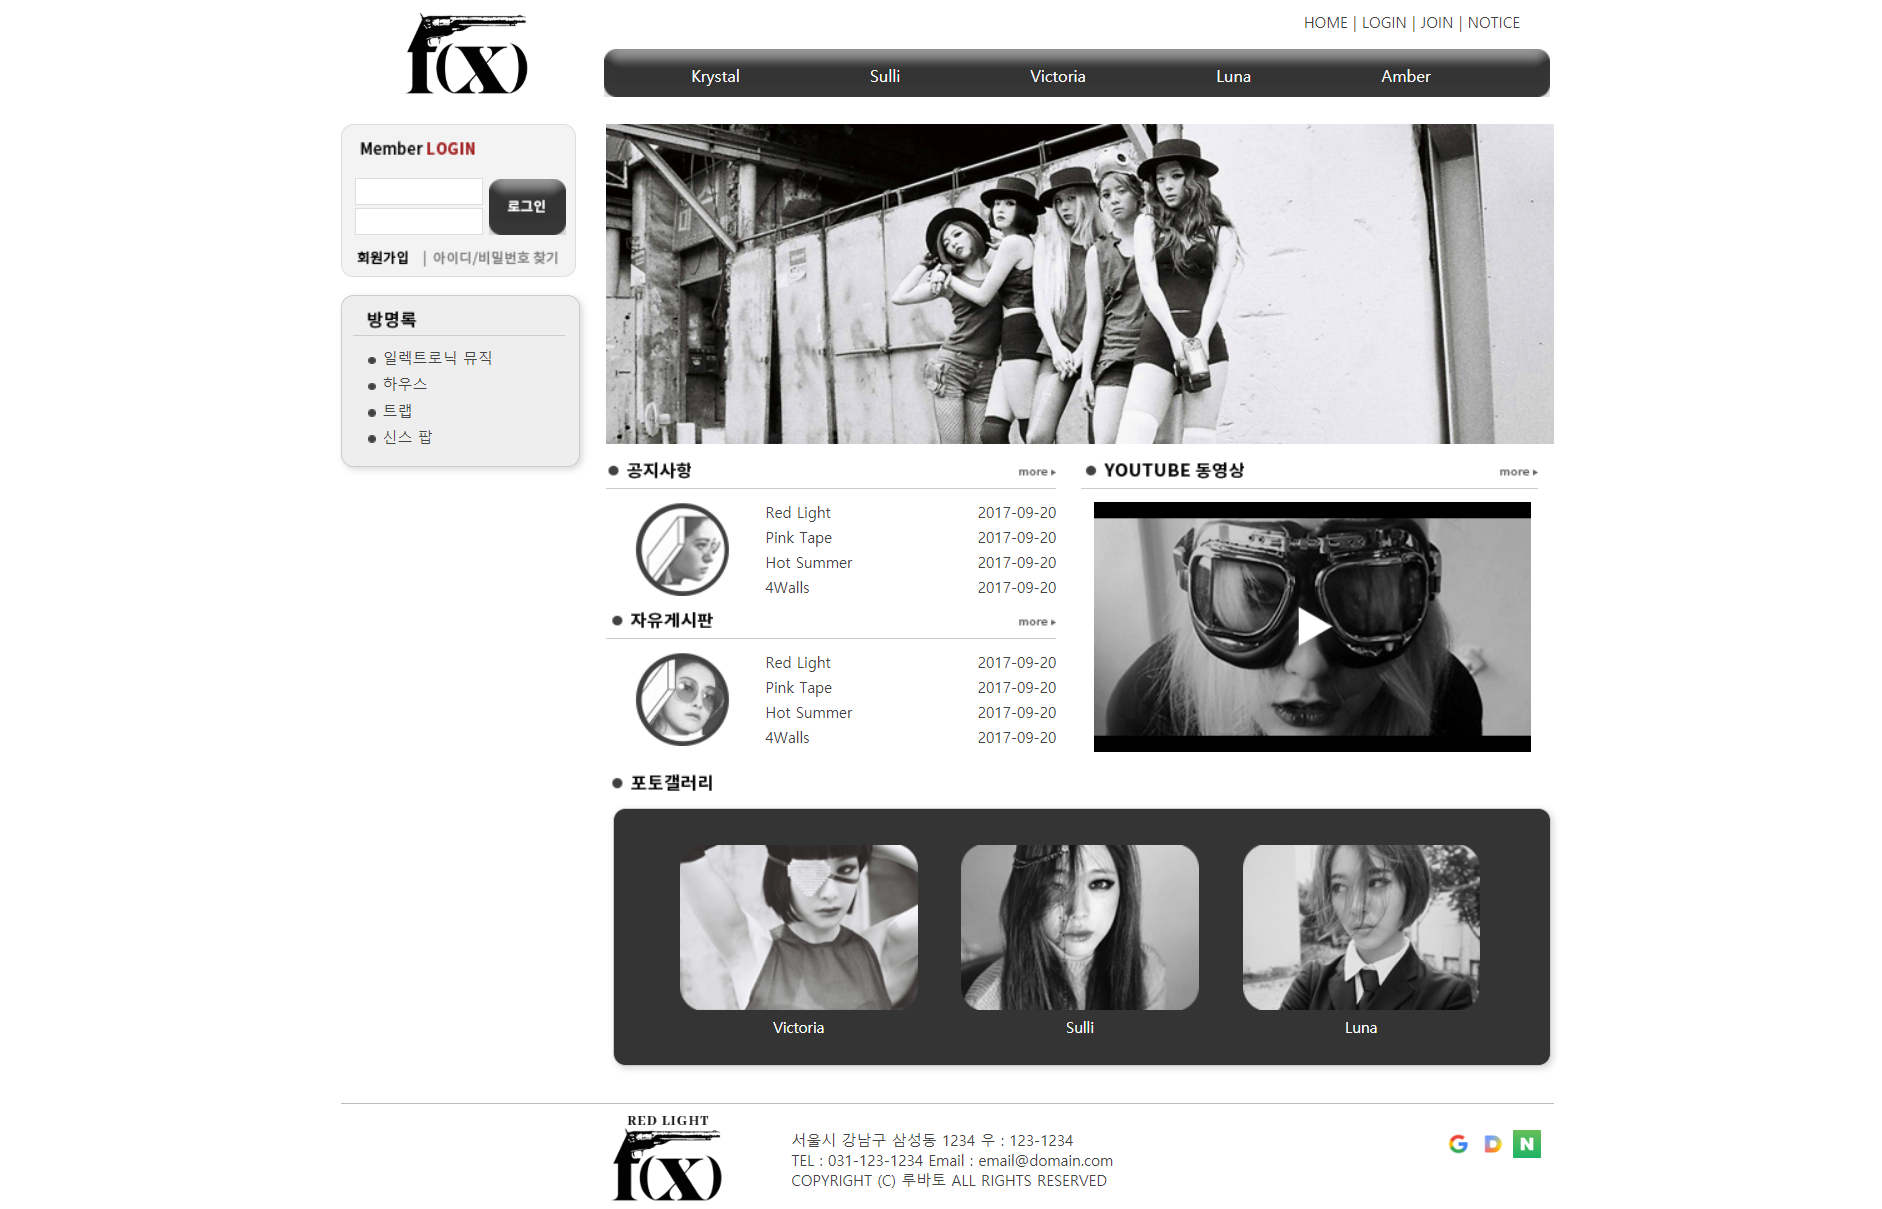 f(x)
HOME | LOGIN | JOIN | NOTICE
Krystal Sulli Victoria Luna Amber
Member LOGIN
로그인
회원가입 | 아이디/비밀번호 찾기
방명록
일렉트로닉 뮤직
하우스
트랩
신스 팝
공지사항 more
Red Light 2017-09-20
Pink Tape 2017-09-20
Hot Summer 2017-09-20
4Walls 2017-09-20
자유게시판 more
Red Light 2017-09-20
Pink Tape 2017-09-20
Hot Summer 2017-09-20
4Walls 2017-09-20
YOUTUBE 동영상 more
포토갤러리
Victoria Sulli Luna
RED LIGHT
f(x)
서울시 강남구 삼성동 1234 우 : 123-1234
TEL : 031-123-1234 Email : email@domain.com
COPYRIGHT (C) 루바토 ALL RIGHTS RESERVED
G D N